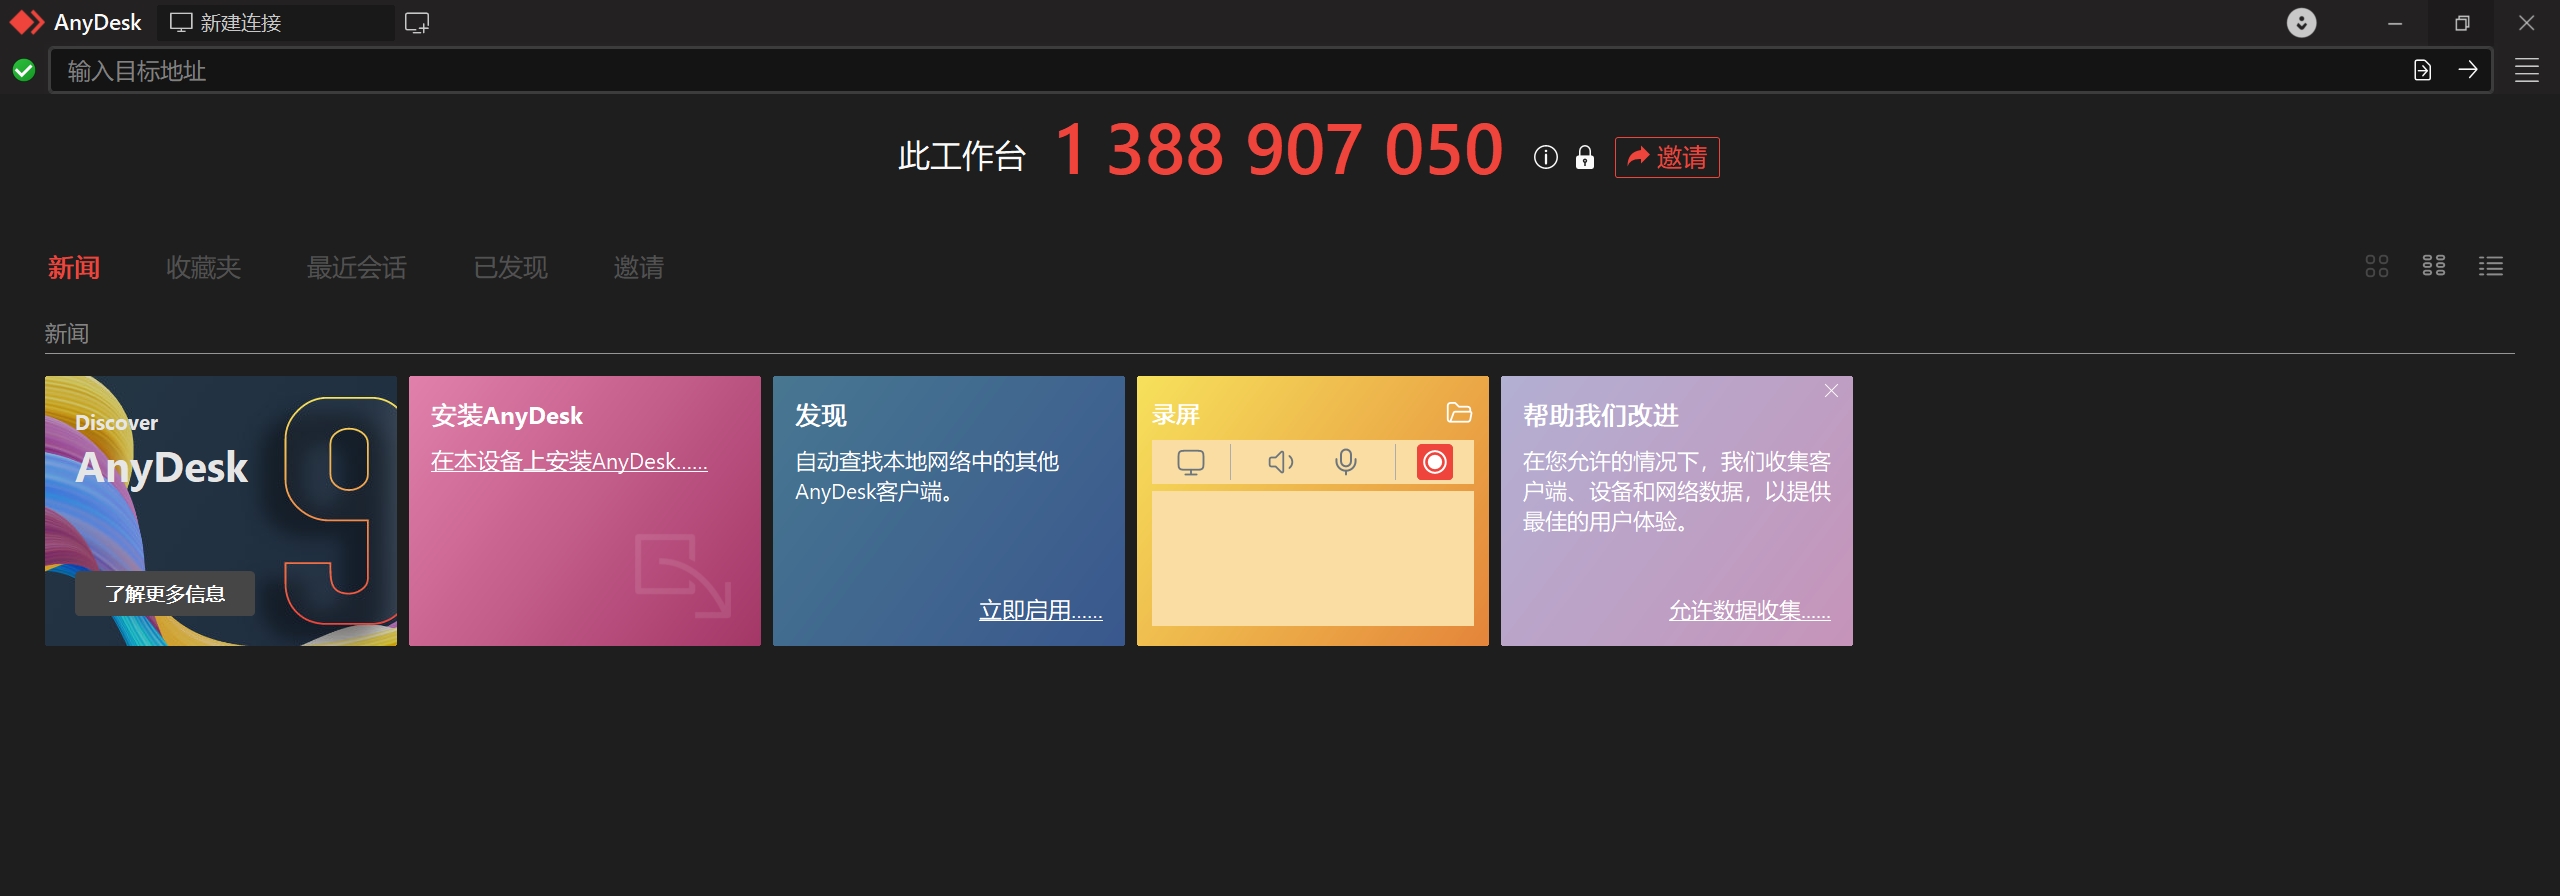 AnyDesk 新建连接
输入目标地址
此工作台 1 388 907 050 邀请
新闻 收藏夹 最近会话 已发现 邀请
新闻
Discover
AnyDesk
9
了解更多信息
安装AnyDesk
在本设备上安装AnyDesk......
发现
自动查找本地网络中的其他
AnyDesk客户端。
立即启用......
录屏
帮助我们改进
在您允许的情况下，我们收集客
户端、设备和网络数据，以提供
最佳的用户体验。
允许数据收集......